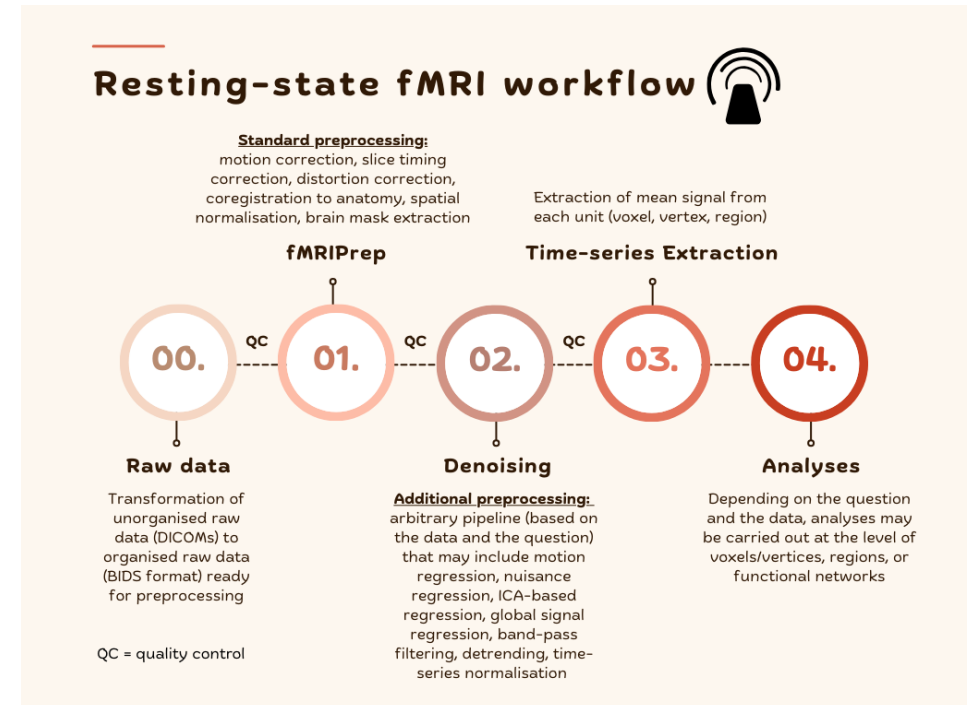 Resting-state fMRI workflow
Standard preprocessing:
motion correction, slice timing
correction, distortion correction,
coregistration to anatomy, spatial
normalisation, brain mask extraction
fMRIPrep
Extraction of mean signal from
each unit (voxel, vertex, region)
Time-series Extraction
00.
QC
01.
QC
02.
QC
03.
04.
Raw data
Transformation of
unorganised raw
data (DICOMs) to
organised raw data
(BIDS format) ready
for preprocessing
Denoising
Additional preprocessing:
arbitrary pipeline (based on
the data and the question)
that may include motion
regression, nuisance
regression, ICA-based
regression, global signal
regression, band-pass
filtering, detrending, time-
series normalisation
Analyses
Depending on the question
and the data, analyses may
be carried out at the level of
voxels/vertices, regions, or
functional networks
QC = quality control